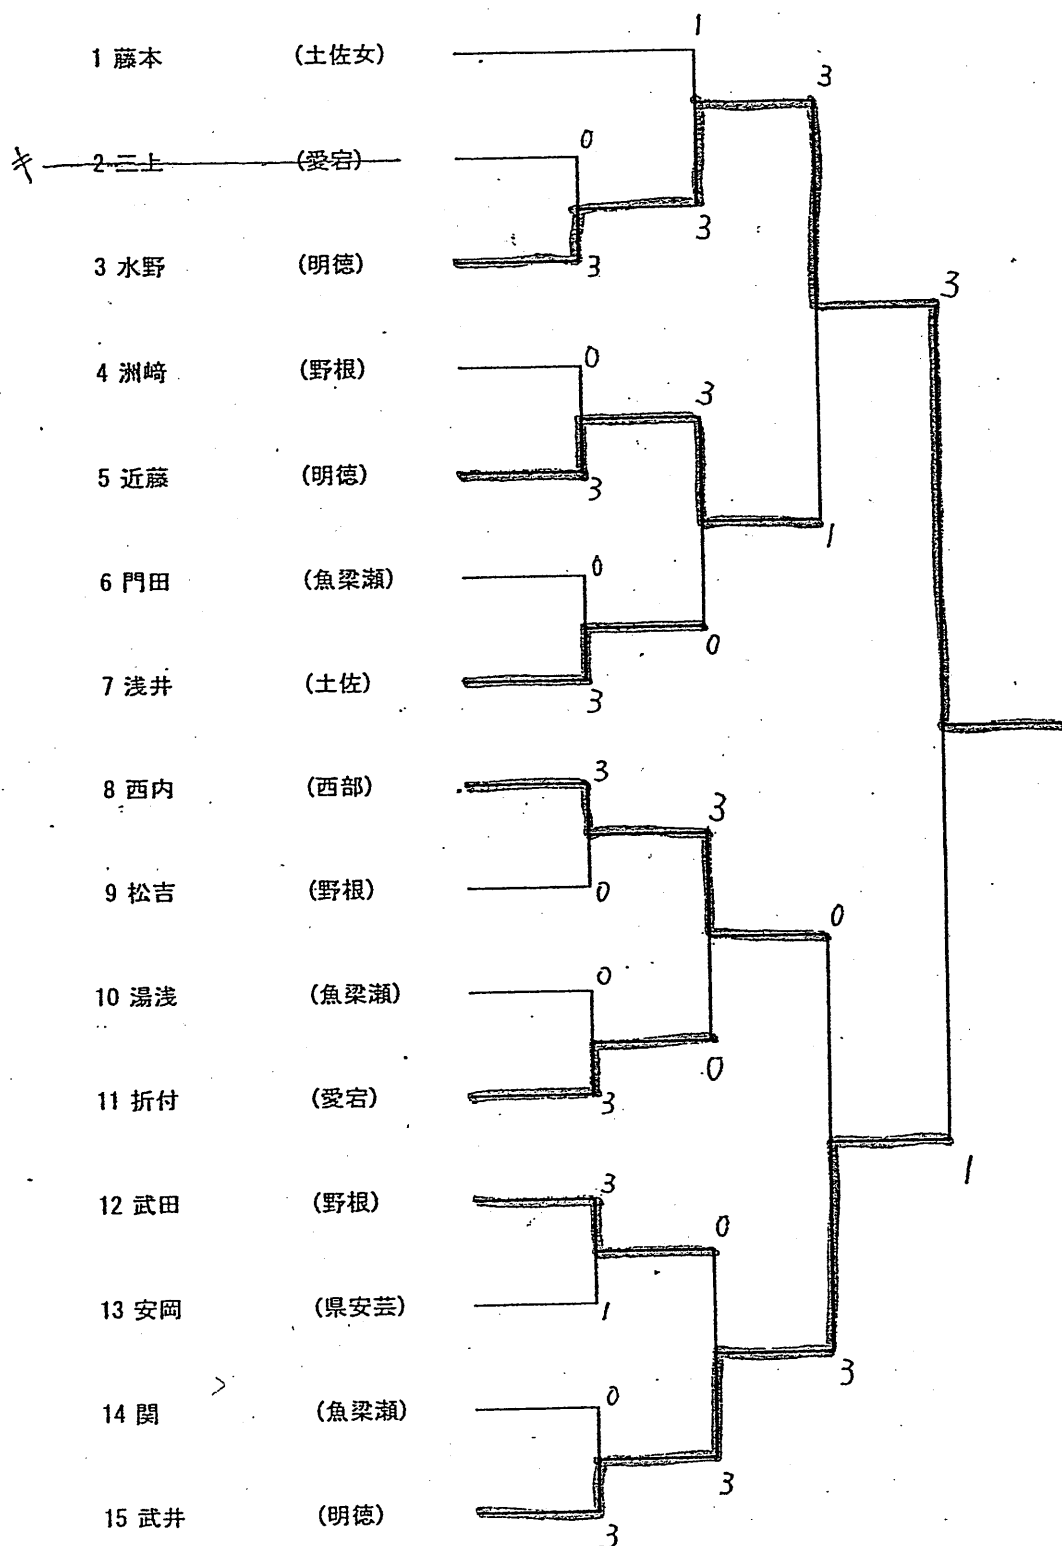 1
1 藤本 (土佐女)
3
キ 2 三上 (愛宕)
0
3
3 水野 (明徳)
3
3
4 洲﨑 (野根)
0
3
5 近藤 (明徳)
3
1
6 門田 (魚梁瀬)
0
0
7 浅井 (土佐)
3
8 西内 (西部)
3
3
9 松吉 (野根)
0
0
10 湯浅 (魚梁瀬)
0
0
11 折付 (愛宕)
3
1
12 武田 (野根)
3
0
13 安岡 (県安芸)
1
3
14 関 (魚梁瀬)
0
3
15 武井 (明徳)
3